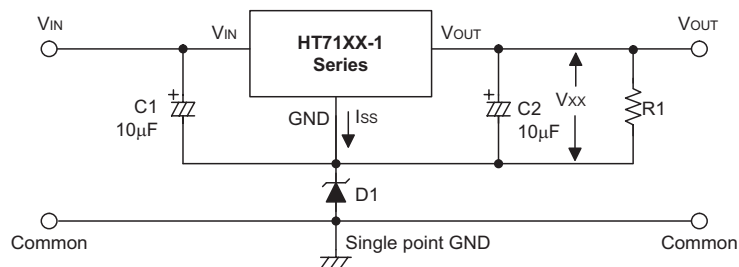 VIN
VIN
HT71XX-1
Series
VOUT
VOUT
C1
10μF
GND
ISS
C2
10μF
VXX
R1
D1
Common
Single point GND
Common